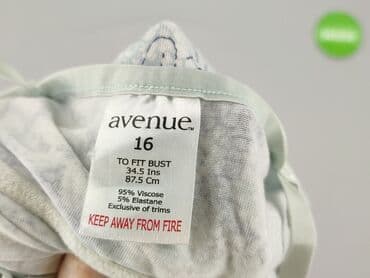 avenue™
16
TO FIT BUST
34.5 Ins
87.5 Cm
95% Viscose
5% Elastane
Exclusive of trims
KEEP AWAY FROM FIRE